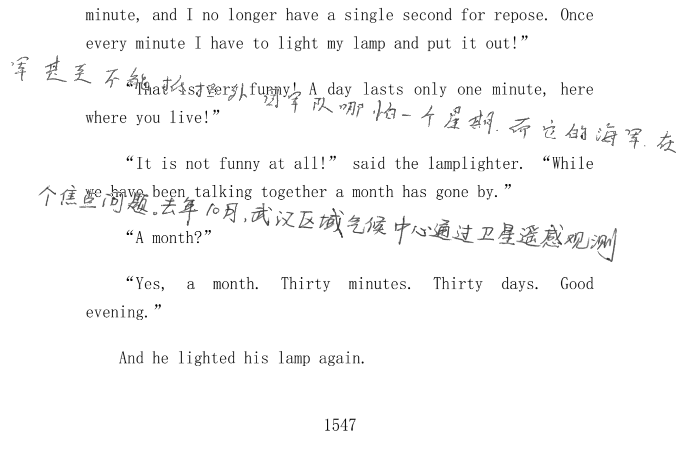 minute, and I no longer have a single second for repose. Once
every minute I have to light my lamp and put it out!”
军甚至不能抵挡外国军队哪怕一个星期.而它的海军.在
“That is very funny! A day lasts only one minute, here
where you live!”
“It is not funny at all!” said the lamplighter. “While
we have been talking together a month has gone by.”
个焦点问题。去年10月,武汉区域气候中心通过卫星遥感观测
“A month?”
“Yes, a month. Thirty minutes. Thirty days. Good
evening.”
And he lighted his lamp again.
1547